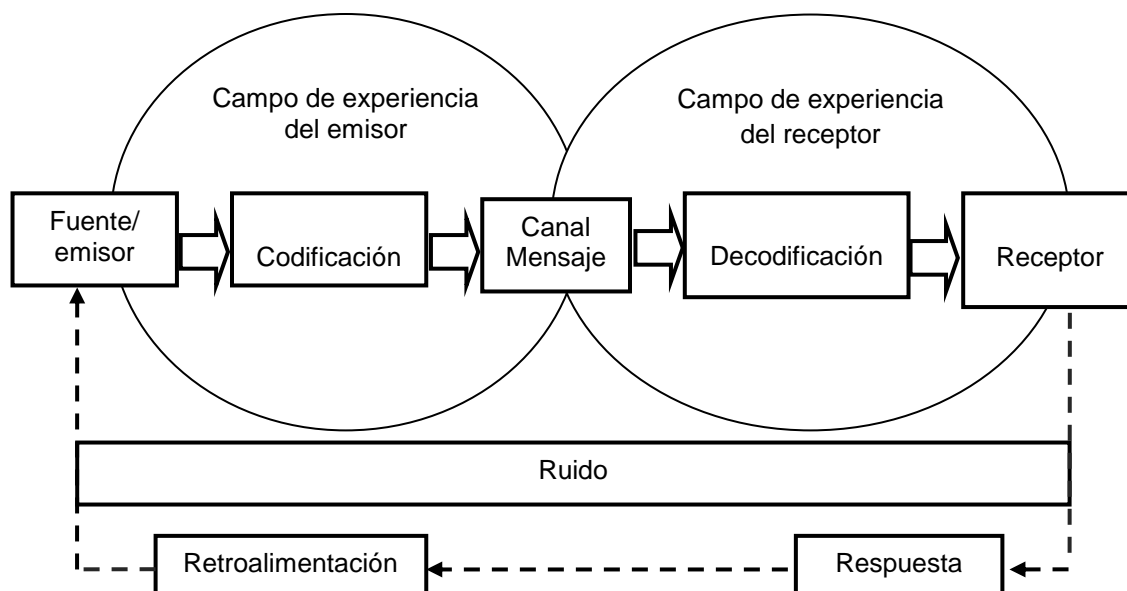 Campo de experiencia
del emisor
Campo de experiencia
del receptor
Fuente/
emisor
Codificación
Canal
Mensaje
Decodificación
Receptor
Ruido
Retroalimentación
Respuesta